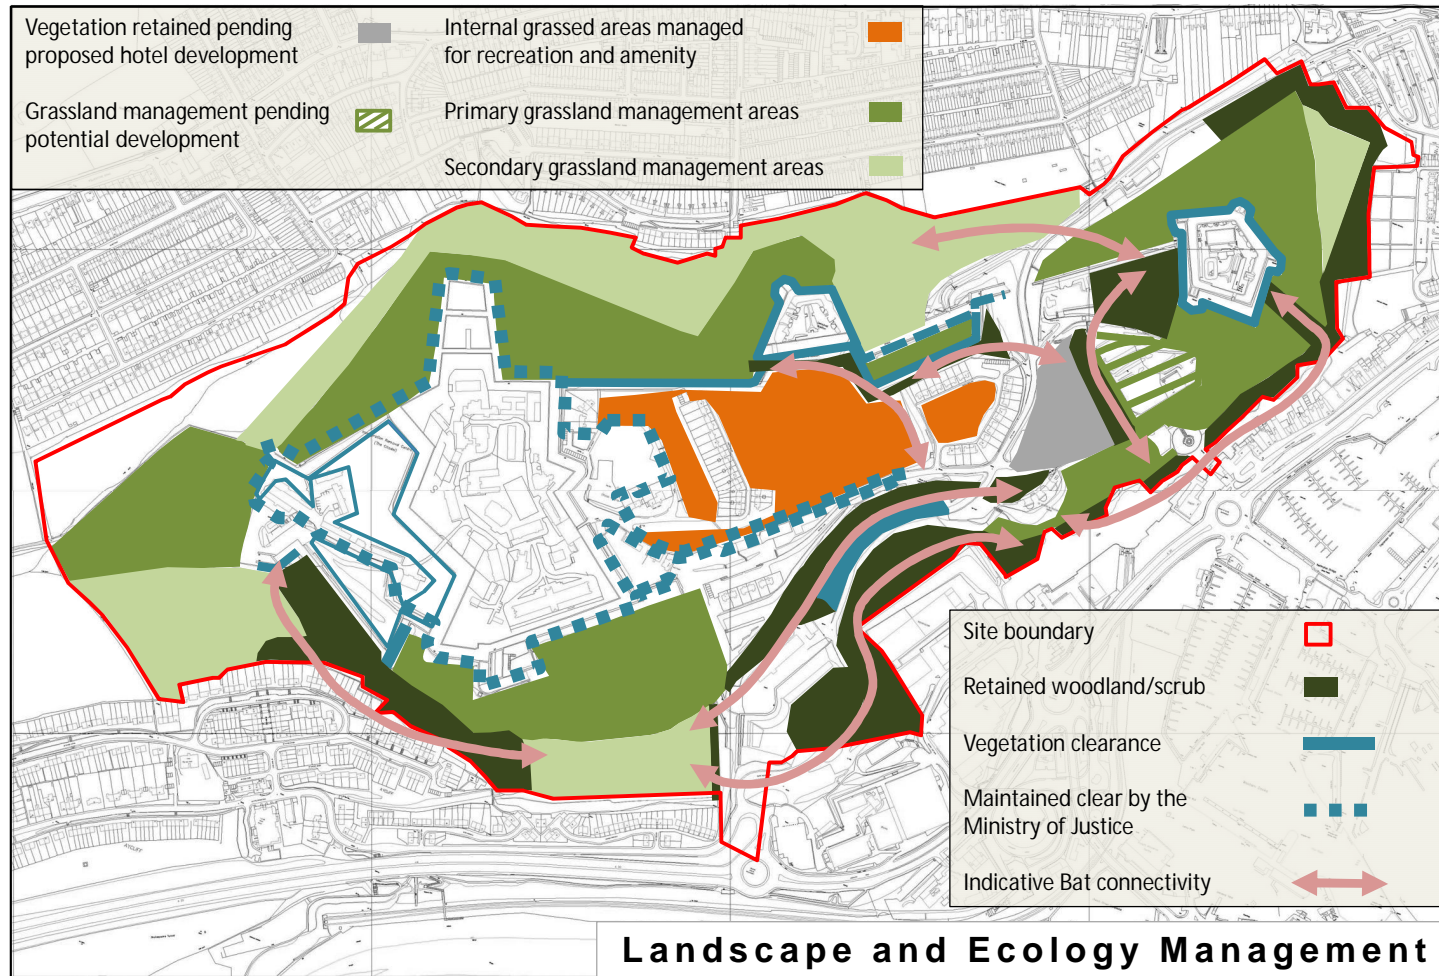 Vegetation retained pending
proposed hotel development
Grassland management pending
potential development
Internal grassed areas managed
for recreation and amenity
Primary grassland management areas
Secondary grassland management areas
Site boundary
Retained woodland/scrub
Vegetation clearance
Maintained clear by the
Ministry of Justice
Indicative Bat connectivity
Landscape and Ecology Management